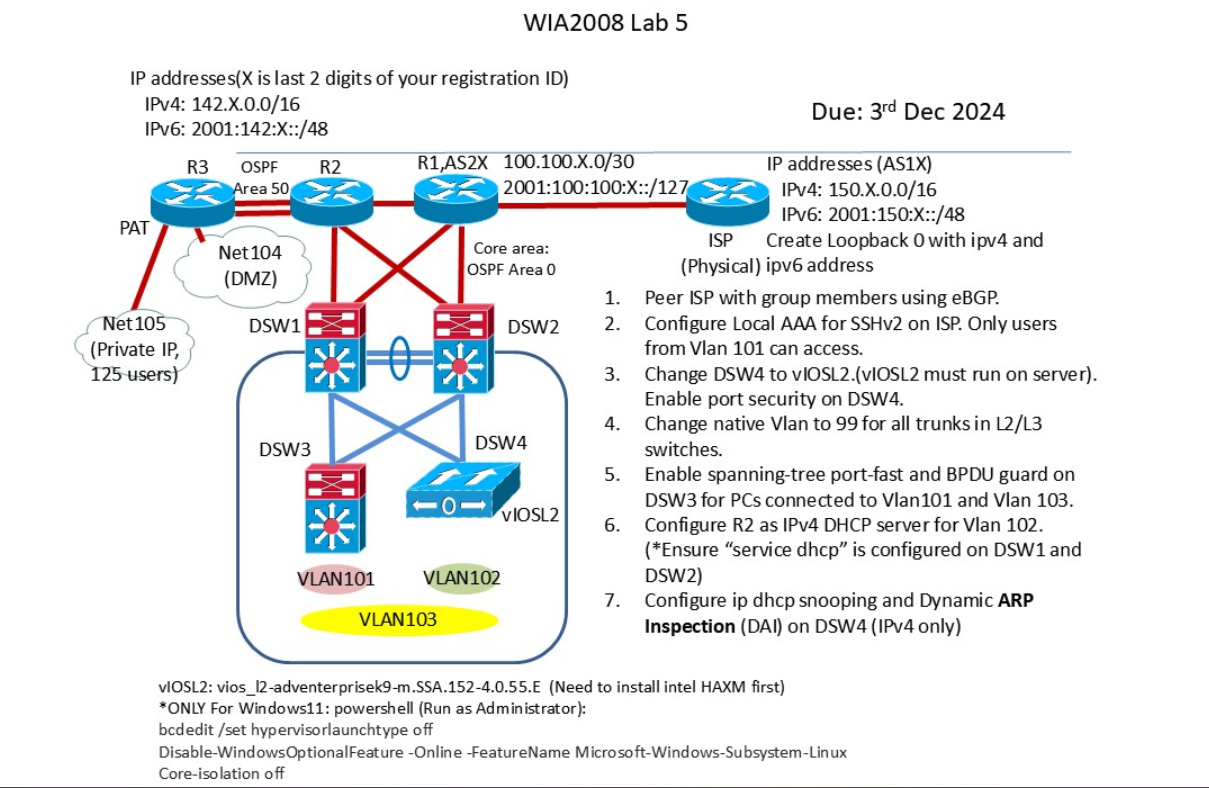 WIA2008 Lab 5
IP addresses(X is last 2 digits of your registration ID)
IPv4: 142.X.0.0/16
IPv6: 2001:142:X::/48
Due: 3rd Dec 2024
R3
OSPF
Area 50
R2
R1,AS2X
100.100.X.0/30
2001:100:100:X::/127
IP addresses (AS1X)
IPv4: 150.X.0.0/16
IPv6: 2001:150:X::/48
PAT
ISP
(Physical)
Create Loopback 0 with ipv4 and
ipv6 address
Net104
(DMZ)
Core area:
OSPF Area 0
Net105
(Private IP,
125 users)
DSW1
DSW2
DSW3
DSW4
vIOSL2
VLAN101
VLAN102
VLAN103
1. Peer ISP with group members using eBGP.
2. Configure Local AAA for SSHv2 on ISP. Only users
from Vlan 101 can access.
3. Change DSW4 to vIOSL2.(vIOSL2 must run on server).
Enable port security on DSW4.
4. Change native Vlan to 99 for all trunks in L2/L3
switches.
5. Enable spanning-tree port-fast and BPDU guard on
DSW3 for PCs connected to Vlan101 and Vlan 103.
6. Configure R2 as IPv4 DHCP server for Vlan 102.
(*Ensure “service dhcp” is configured on DSW1 and
DSW2)
7. Configure ip dhcp snooping and Dynamic ARP
Inspection (DAI) on DSW4 (IPv4 only)
vIOSL2: vios_l2-adventerprisek9-m.SSA.152-4.0.55.E (Need to install intel HAXM first)
*ONLY For Windows11: powershell (Run as Administrator):
bcdedit /set hypervisorlaunchtype off
Disable-WindowsOptionalFeature -Online -FeatureName Microsoft-Windows-Subsystem-Linux
Core-isolation off